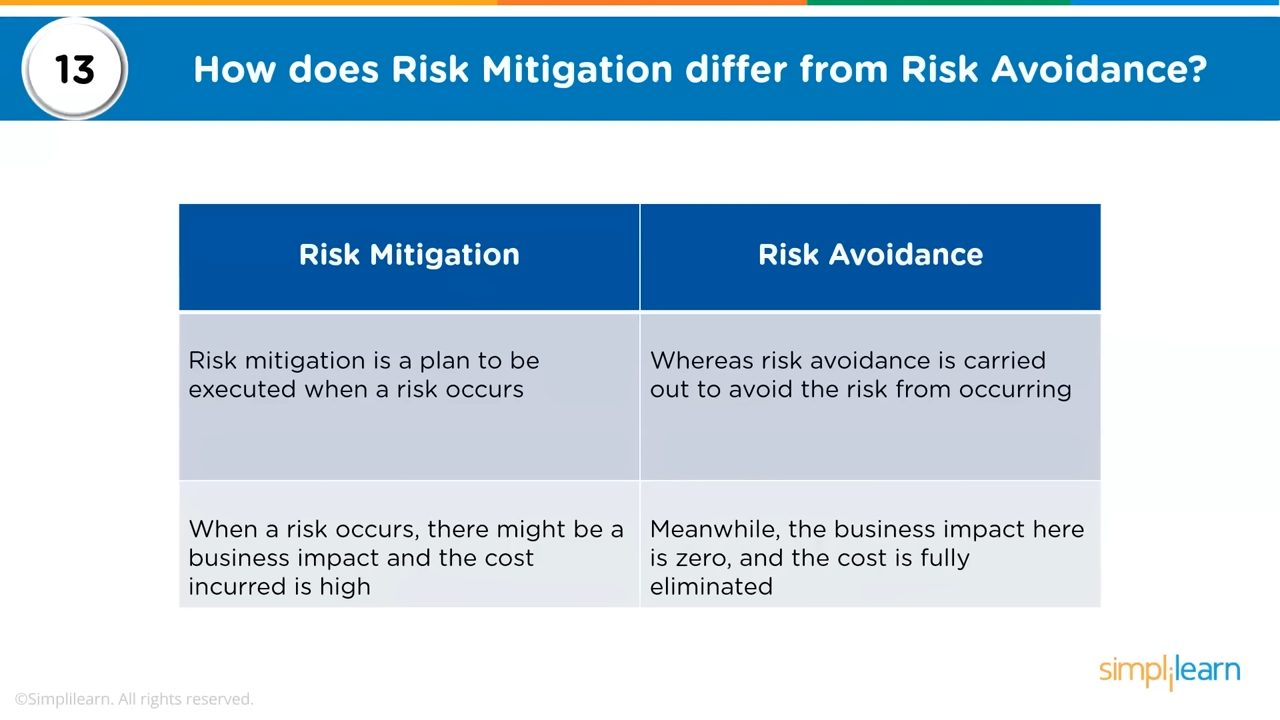 13
How does Risk Mitigation differ from Risk Avoidance?
Risk Mitigation
Risk Avoidance
Risk mitigation is a plan to be
executed when a risk occurs
Whereas risk avoidance is carried
out to avoid the risk from occurring
When a risk occurs, there might be a
business impact and the cost
incurred is high
Meanwhile, the business impact here
is zero, and the cost is fully
eliminated
simplilearn
©Simplilearn. All rights reserved.